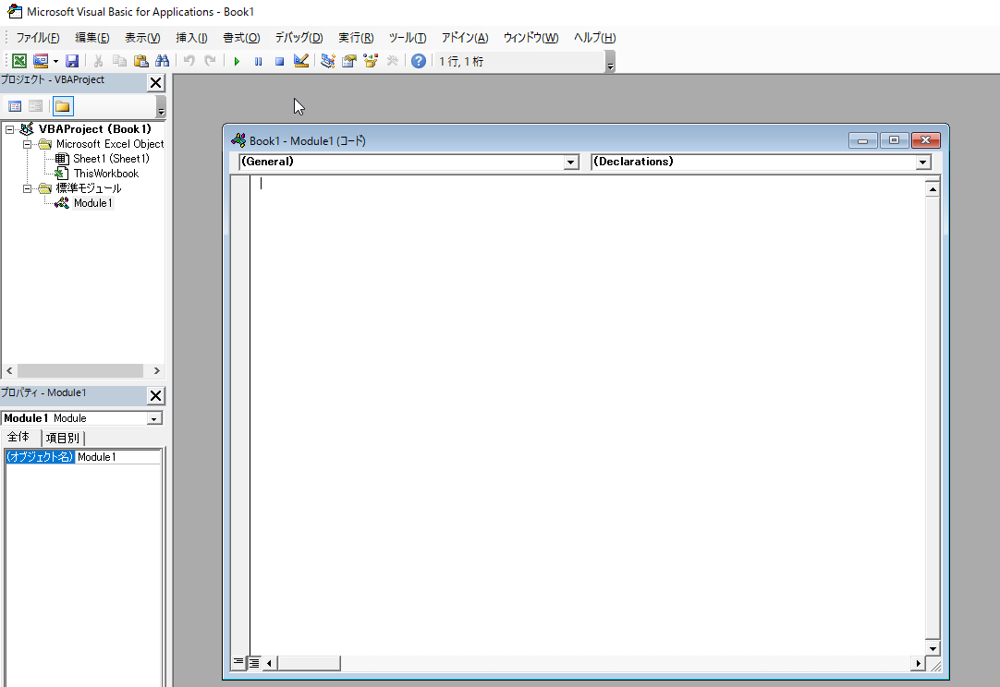 Microsoft Visual Basic for Applications - Book1
ファイル(F) 編集(E) 表示(V) 挿入(I) 書式(O) デバッグ(D) 実行(R) ツール(T) アドイン(A) ウィンドウ(W) ヘルプ(H)
1 行, 1 桁
プロジェクト - VBAProject
VBAProject (Book1)
Microsoft Excel Object
Sheet1 (Sheet1)
ThisWorkbook
標準モジュール
Module1
プロパティ - Module1
Module1 Module
全体 項目別
(オブジェクト名) Module1
Book1 - Module1 (コード)
(General) (Declarations)